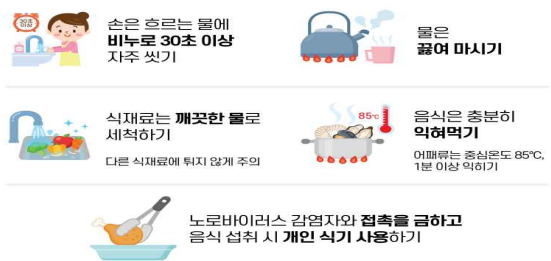 30초
이상
손은 흐르는 물에
비누로 30초 이상
자주 씻기
물은
끓여 마시기
식재료는 깨끗한 물로
세척하기
다른 식재료에 튀지 않게 주의
85℃
음식은 충분히
익혀먹기
어패류는 중심온도 85℃,
1분 이상 익히기
노로바이러스 감염자와 접촉을 금하고
음식 섭취 시 개인 식기 사용하기